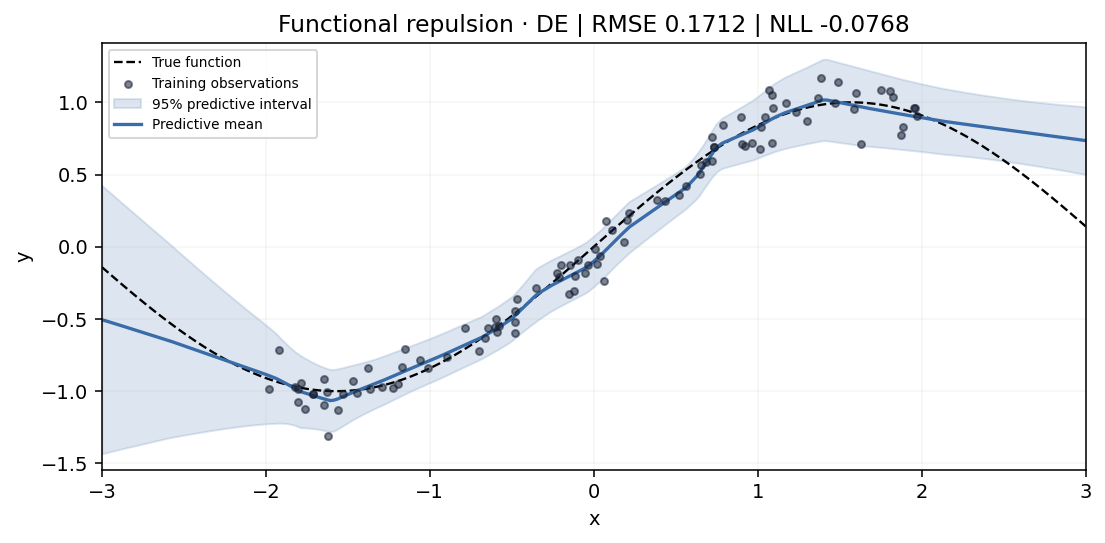 Functional repulsion · DE | RMSE 0.1712 | NLL -0.0768
True function
Training observations
95% predictive interval
Predictive mean
1.0
0.5
0.0
−0.5
−1.0
−1.5
y
−3 −2 −1 0 1 2 3
x